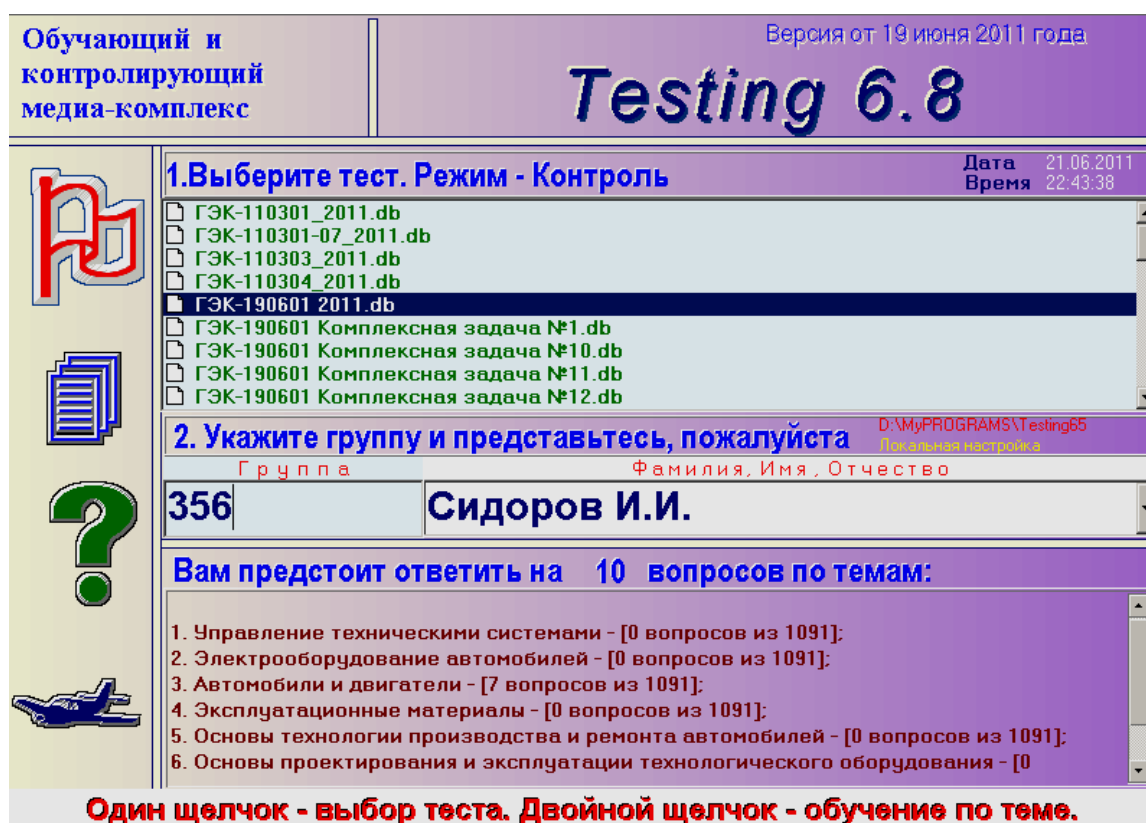 Обучающий и
контролирующий
медиа-комплекс
Версия от 19 июня 2011 года
Testing 6.8
1.Выберите тест. Режим - Контроль
Дата 21.06.2011
Время 22:43:38
ГЭК-110301_2011.db
ГЭК-110301-07_2011.db
ГЭК-110303_2011.db
ГЭК-110304_2011.db
ГЭК-190601 2011.db
ГЭК-190601 Комплексная задача №1.db
ГЭК-190601 Комплексная задача №10.db
ГЭК-190601 Комплексная задача №11.db
ГЭК-190601 Комплексная задача №12.db
2. Укажите группу и представьтесь, пожалуйста
D:\MyPROGRAMS\Testing65
Локальная настройка
Группа Фамилия, Имя, Отчество
356 Сидоров И.И.
Вам предстоит ответить на 10 вопросов по темам:
1. Управление техническими системами - [0 вопросов из 1091];
2. Электрооборудование автомобилей - [0 вопросов из 1091];
3. Автомобили и двигатели - [7 вопросов из 1091];
4. Эксплуатационные материалы - [0 вопросов из 1091];
5. Основы технологии производства и ремонта автомобилей - [0 вопросов из 1091];
6. Основы проектирования и эксплуатации технологического оборудования - [0
Один щелчок - выбор теста. Двойной щелчок - обучение по теме.